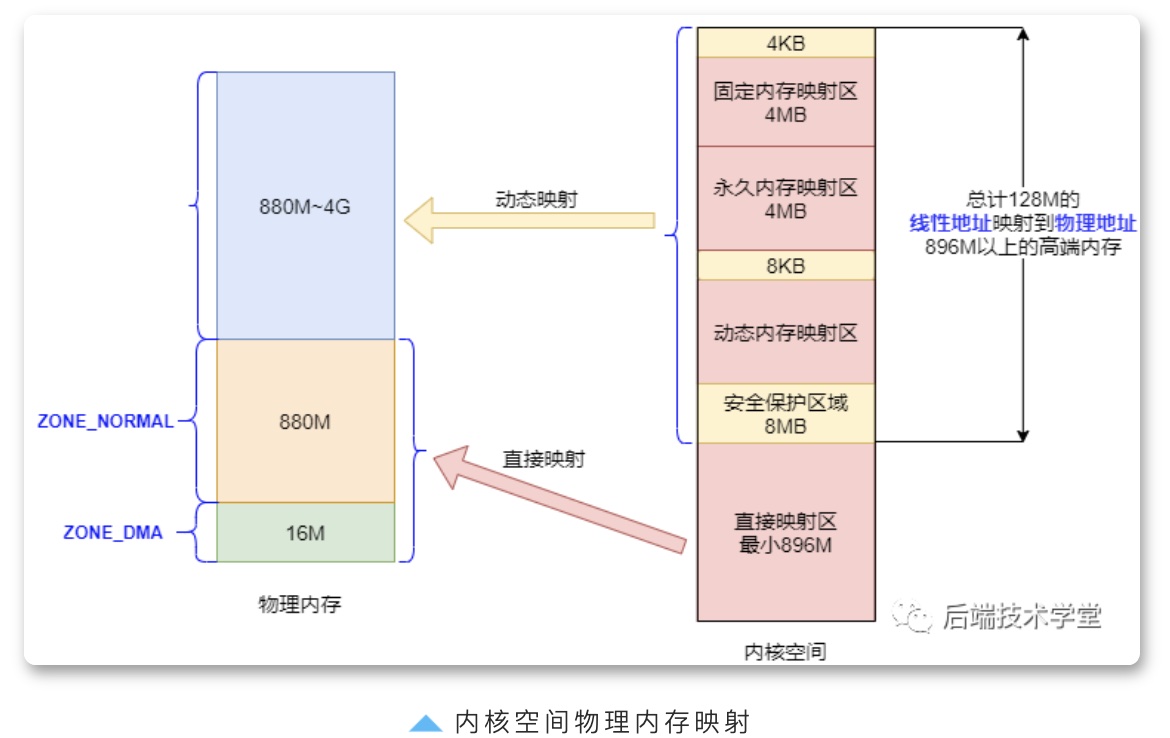 880M~4G
ZONE_NORMAL
880M
ZONE_DMA
16M
物理内存
动态映射
直接映射
4KB
固定内存映射区
4MB
永久内存映射区
4MB
8KB
动态内存映射区
安全保护区域
8MB
直接映射区
最小896M
内核空间
总计128M的
线性地址映射到物理地址
896M以上的高端内存
后端技术学堂
内核空间物理内存映射